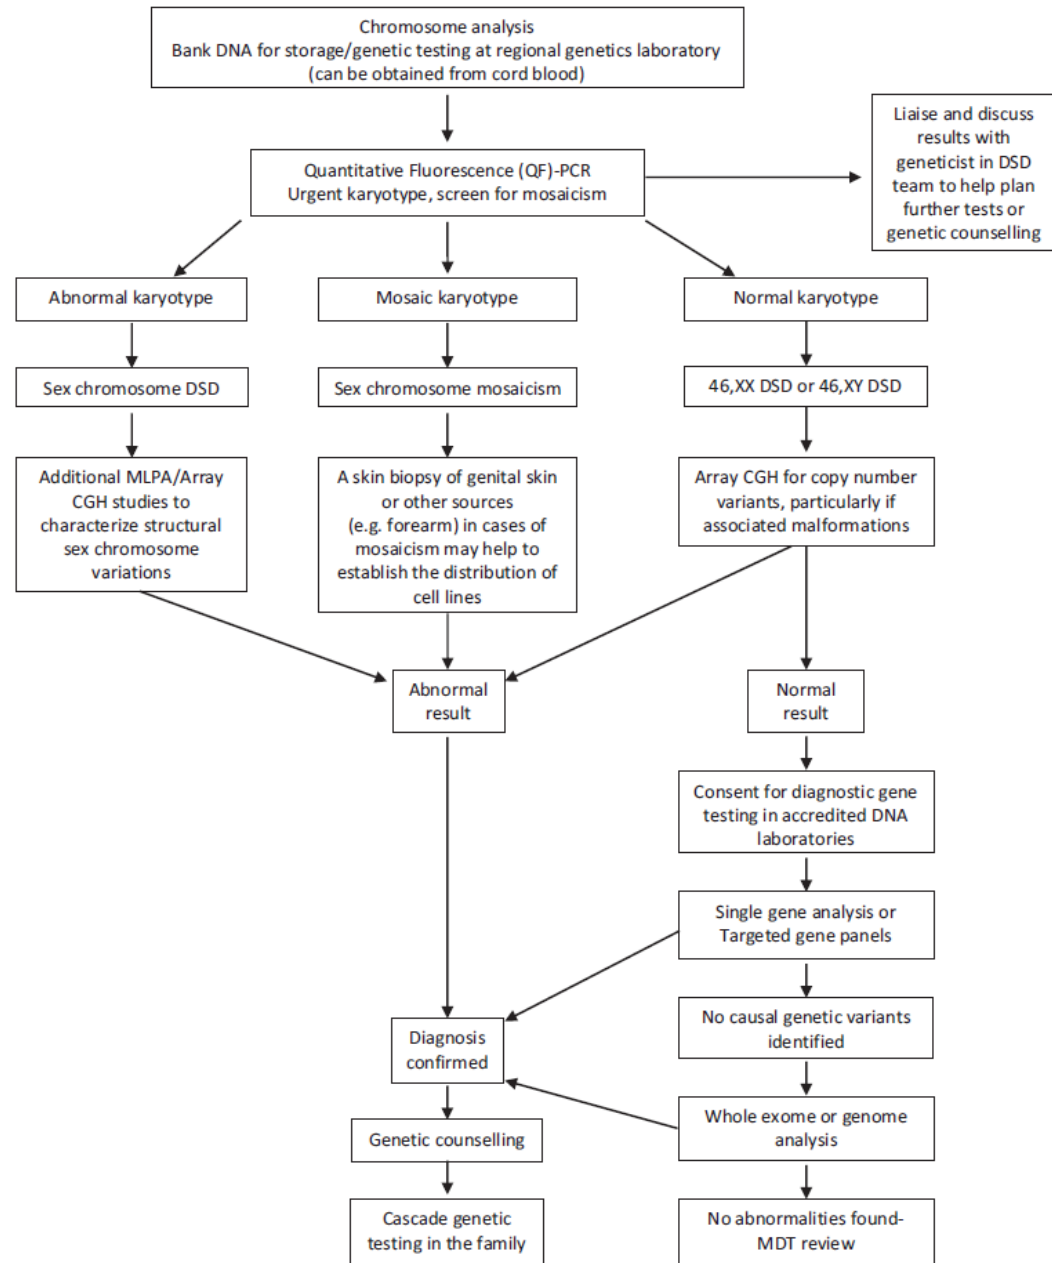 Chromosome analysis
Bank DNA for storage/genetic testing at regional genetics laboratory
(can be obtained from cord blood)
Liaise and discuss
results with
geneticist in DSD
team to help plan
further tests or
genetic counselling
Quantitative Fluorescence (QF)-PCR
Urgent karyotype, screen for mosaicism
Abnormal karyotype
Mosaic karyotype
Normal karyotype
Sex chromosome DSD
Sex chromosome mosaicism
46,XX DSD or 46,XY DSD
Additional MLPA/Array
CGH studies to
characterize structural
sex chromosome
variations
A skin biopsy of genital skin
or other sources
(e.g. forearm) in cases of
mosaicism may help to
establish the distribution of
cell lines
Array CGH for copy number
variants, particularly if
associated malformations
Abnormal
result
Normal
result
Consent for diagnostic gene
testing in accredited DNA
laboratories
Single gene analysis or
Targeted gene panels
No causal genetic variants
identified
Diagnosis
confirmed
Whole exome or genome
analysis
Genetic counselling
Cascade genetic
testing in the family
No abnormalities found-
MDT review